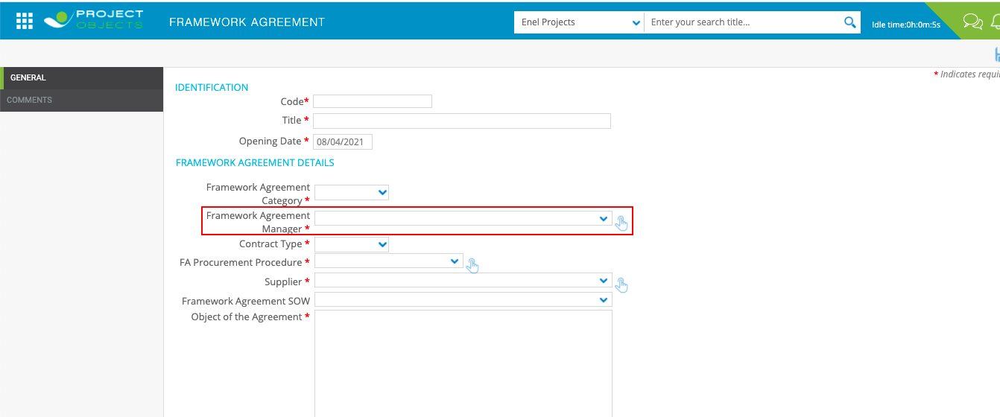 PROJECT
OBJECTS
FRAMEWORK AGREEMENT
Enel Projects
Enter your search title...
Idle time:0h:0m:5s
* Indicates requi
GENERAL
COMMENTS
IDENTIFICATION
Code*
Title *
Opening Date * 08/04/2021
FRAMEWORK AGREEMENT DETAILS
Framework Agreement
Category *
Framework Agreement
Manager *
Contract Type *
FA Procurement Procedure *
Supplier *
Framework Agreement SOW
Object of the Agreement *